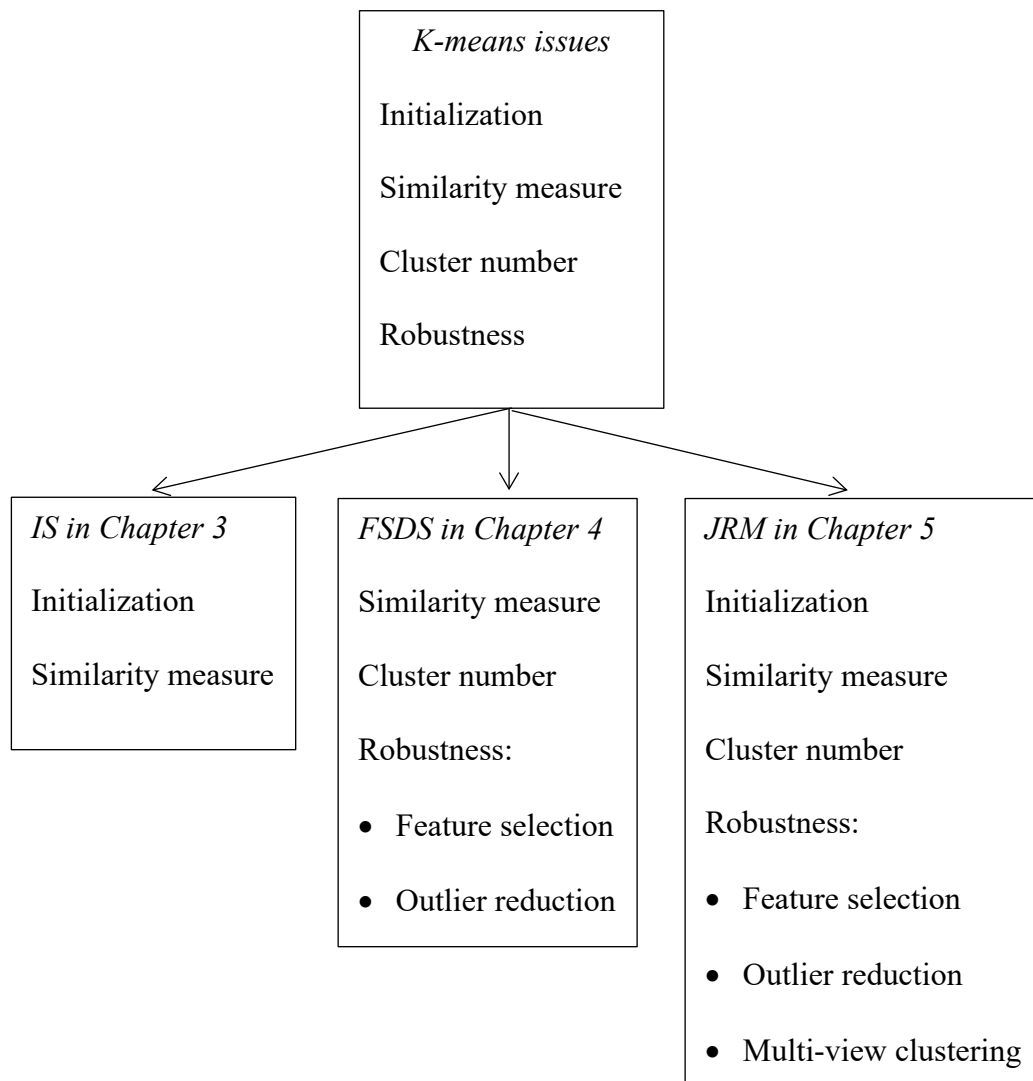 K-means issues
Initialization
Similarity measure
Cluster number
Robustness
IS in Chapter 3
Initialization
Similarity measure
FSDS in Chapter 4
Similarity measure
Cluster number
Robustness:
• Feature selection
• Outlier reduction
JRM in Chapter 5
Initialization
Similarity measure
Cluster number
Robustness:
• Feature selection
• Outlier reduction
• Multi-view clustering